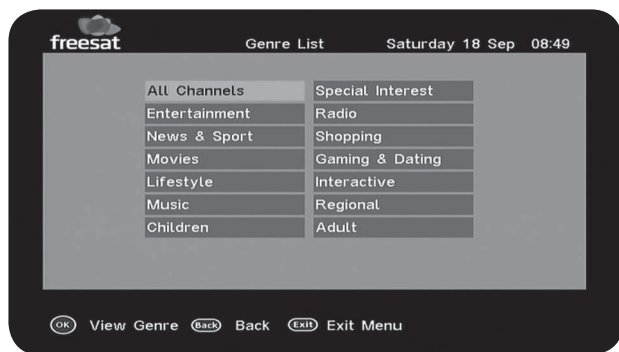 freesat Genre List Saturday 18 Sep 08:49
All Channels Special Interest
Entertainment Radio
News & Sport Shopping
Movies Gaming & Dating
Lifestyle Interactive
Music Regional
Children Adult
OK View Genre Back Back Exit Exit Menu